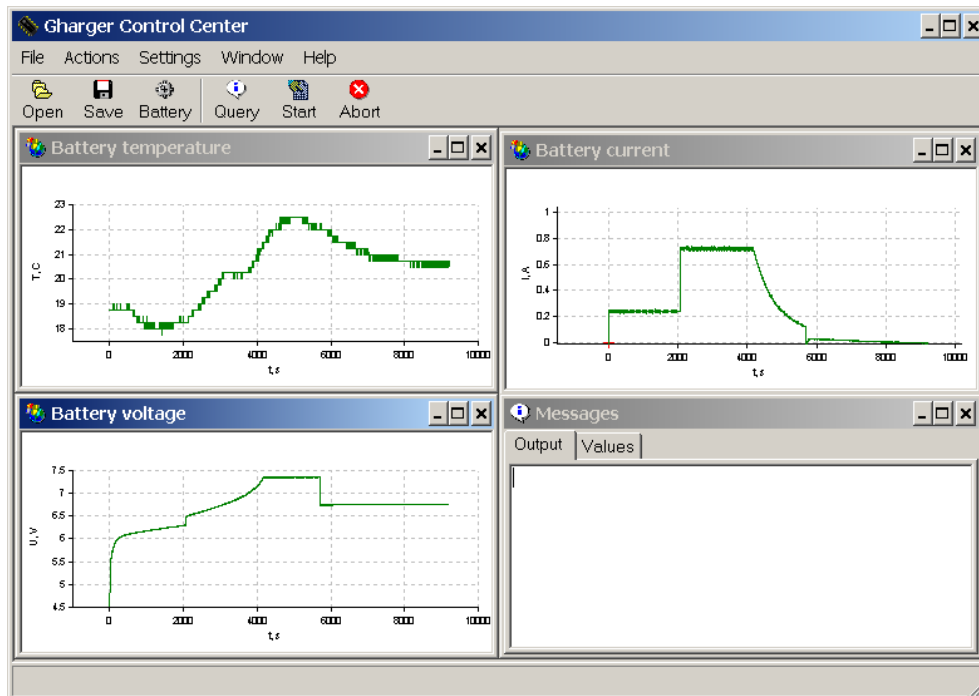 Gharger Control Center
File Actions Settings Window Help
Open Save Battery Query Start Abort
Battery temperature
23
22
21
20
19
18
T,C
0 2000 4000 6000 8000 10000
t,s
Battery current
1
0.8
0.6
0.4
0.2
0
I,A
0 2000 4000 6000 8000 10000
t,s
Battery voltage
7.5
7
6.5
6
5.5
5
4.5
U,V
0 2000 4000 6000 8000 10000
t,s
Messages
Output Values